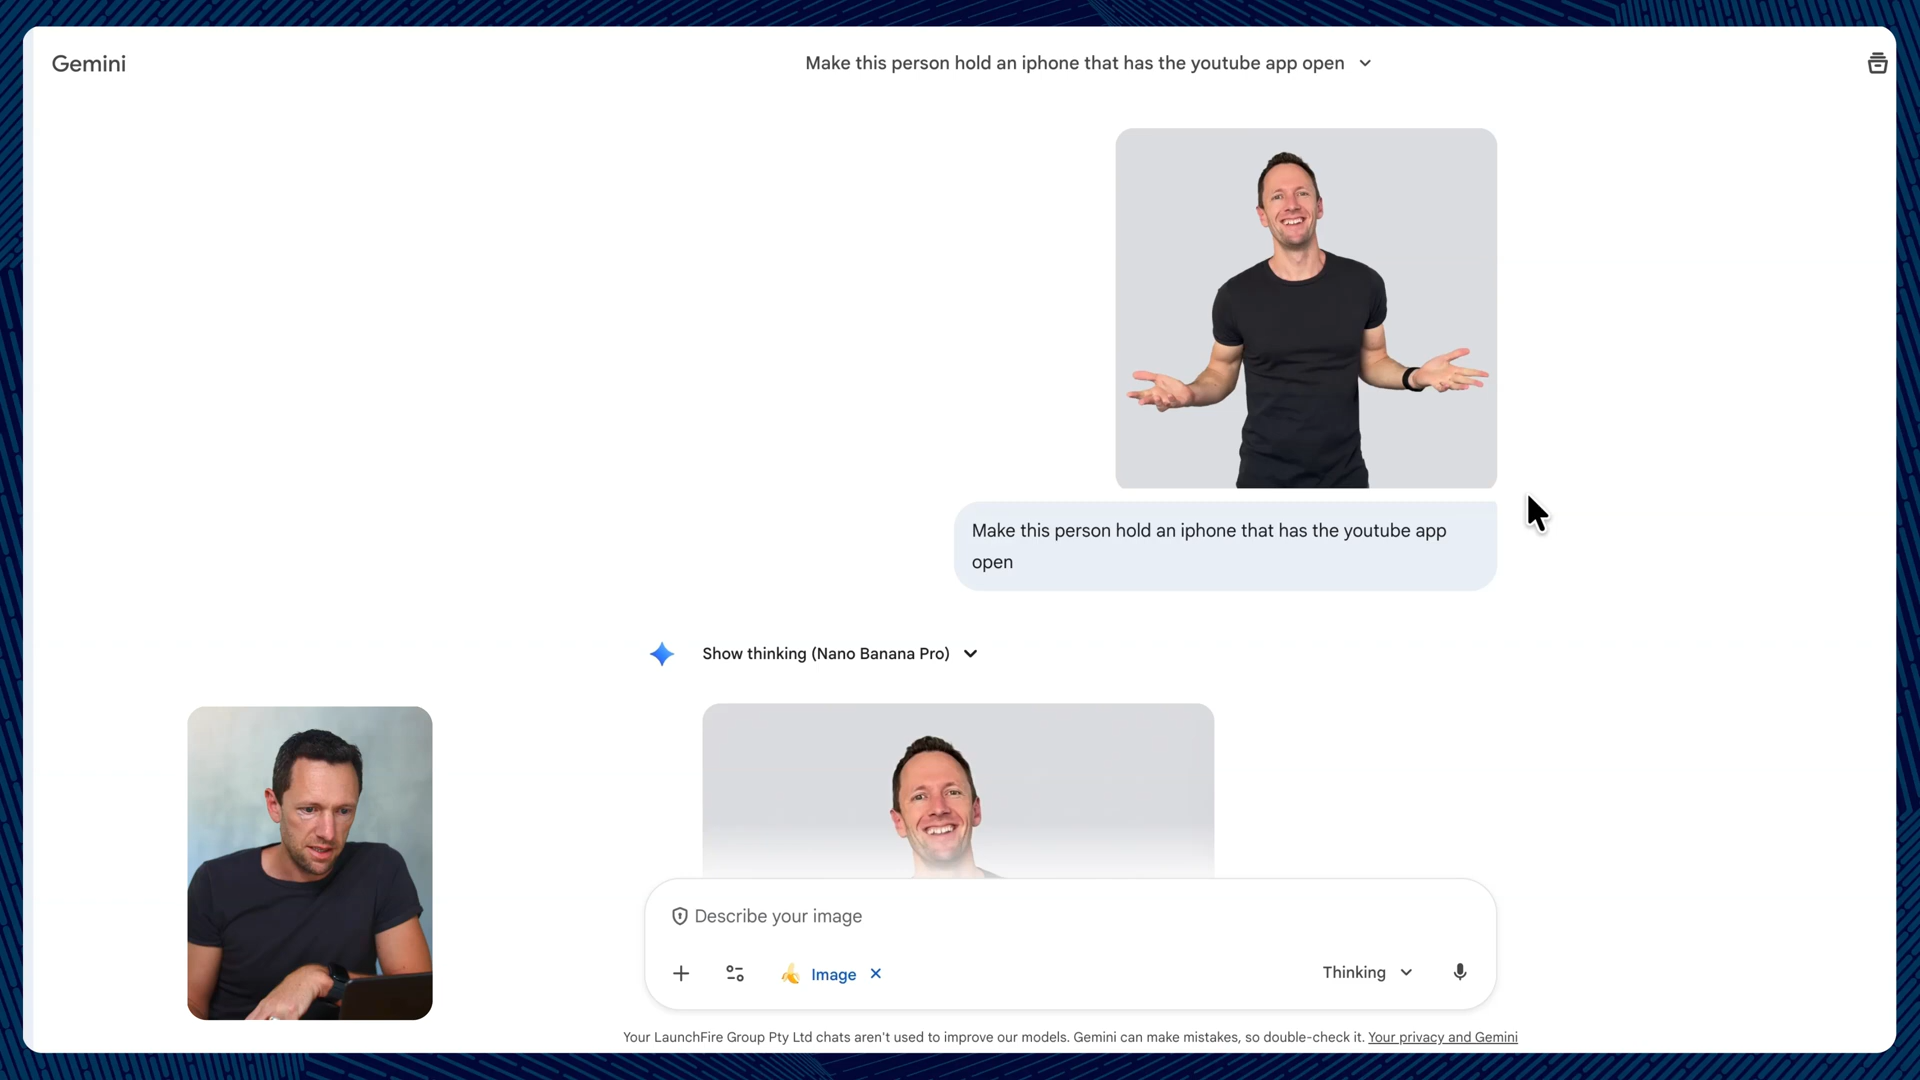 Gemini
Make this person hold an iphone that has the youtube app open
Make this person hold an iphone that has the youtube app
open
Show thinking (Nano Banana Pro)
Describe your image
Image
Thinking
Your LaunchFire Group Pty Ltd chats aren't used to improve our models. Gemini can make mistakes, so double-check it. Your privacy and Gemini